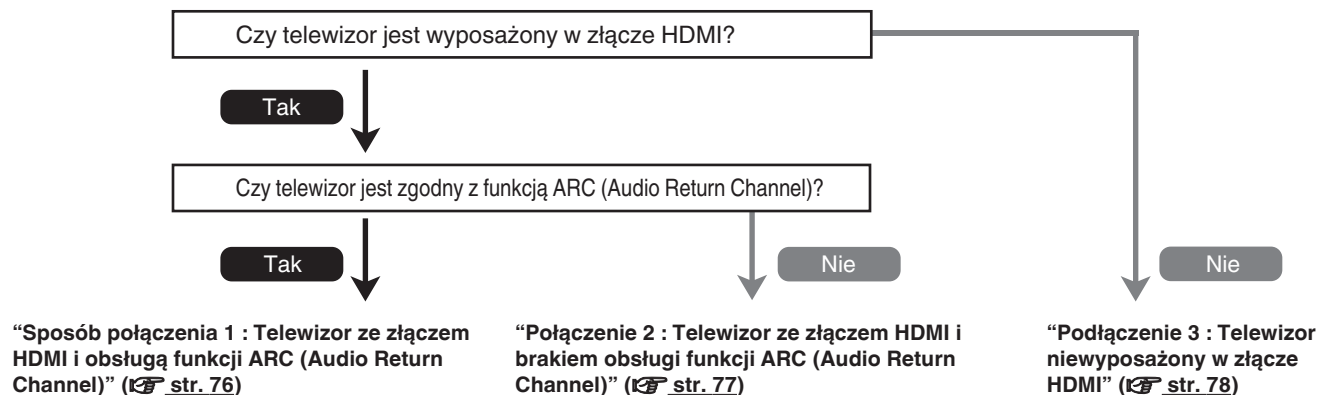 Czy telewizor jest wyposażony w złącze HDMI?
Tak
Czy telewizor jest zgodny z funkcją ARC (Audio Return Channel)?
Tak
Nie
Nie
“Sposób połączenia 1 : Telewizor ze złączem
HDMI i obsługą funkcji ARC (Audio Return
Channel)” (☞ str. 76)
“Połączenie 2 : Telewizor ze złączem HDMI i
brakiem obsługi funkcji ARC (Audio Return
Channel)” (☞ str. 77)
“Podłączenie 3 : Telewizor
niewyposażony w złącze
HDMI” (☞ str. 78)